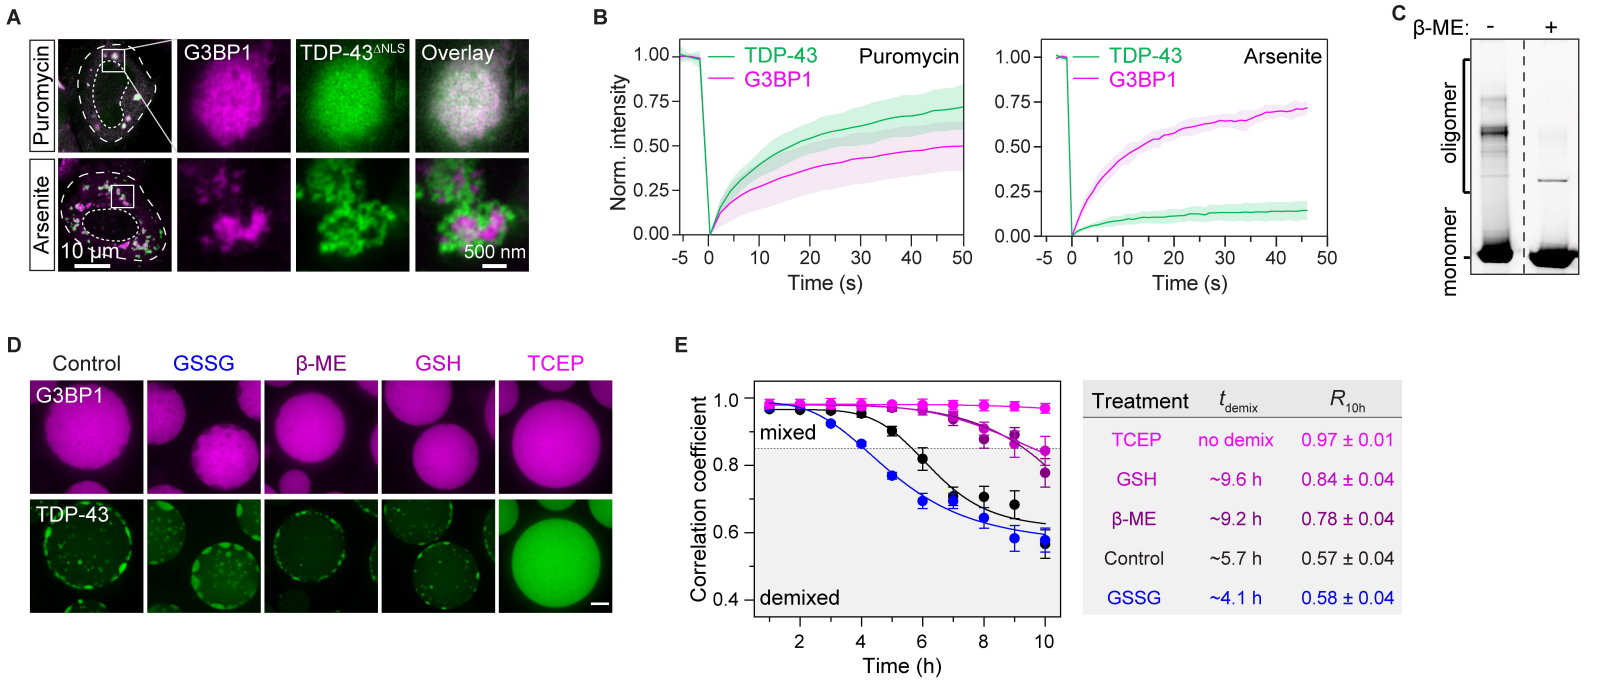 A
G3BP1
TDP-43ΔNLS
Overlay
Puromycin
Arsenite
10 µm
500 nm
B
Norm. intensity
1.00
0.75
0.50
0.25
0.00
TDP-43
G3BP1
Puromycin
-5 0 10 20 30 40 50
Time (s)
1.00
0.75
0.50
0.25
0.00
TDP-43
G3BP1
Arsenite
-5 0 10 20 30 40 50
Time (s)
C
β-ME: - +
oligomer
monomer
D
Control GSSG β-ME GSH TCEP
G3BP1
TDP-43
E
Correlation coefficient
1.0
0.8
0.6
0.4
mixed
demixed
2 4 6 8 10
Time (h)
Treatment tdemix R10h
TCEP no demix 0.97 ± 0.01
GSH ~9.6 h 0.84 ± 0.04
β-ME ~9.2 h 0.78 ± 0.04
Control ~5.7 h 0.57 ± 0.04
GSSG ~4.1 h 0.58 ± 0.04